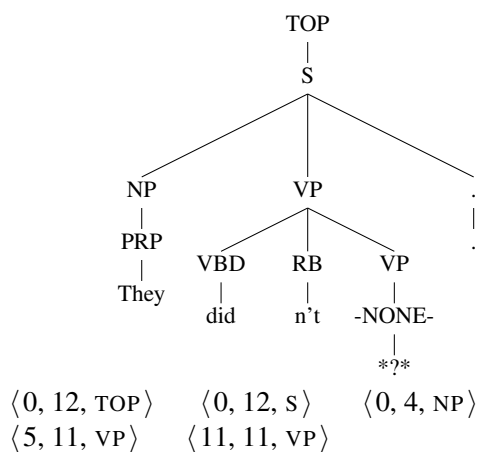 TOP
S
NP VP .
PRP VBD RB VP .
They did n't -NONE-
*?*
⟨0, 12, TOP⟩ ⟨0, 12, S⟩ ⟨0, 4, NP⟩
⟨5, 11, VP⟩ ⟨11, 11, VP⟩